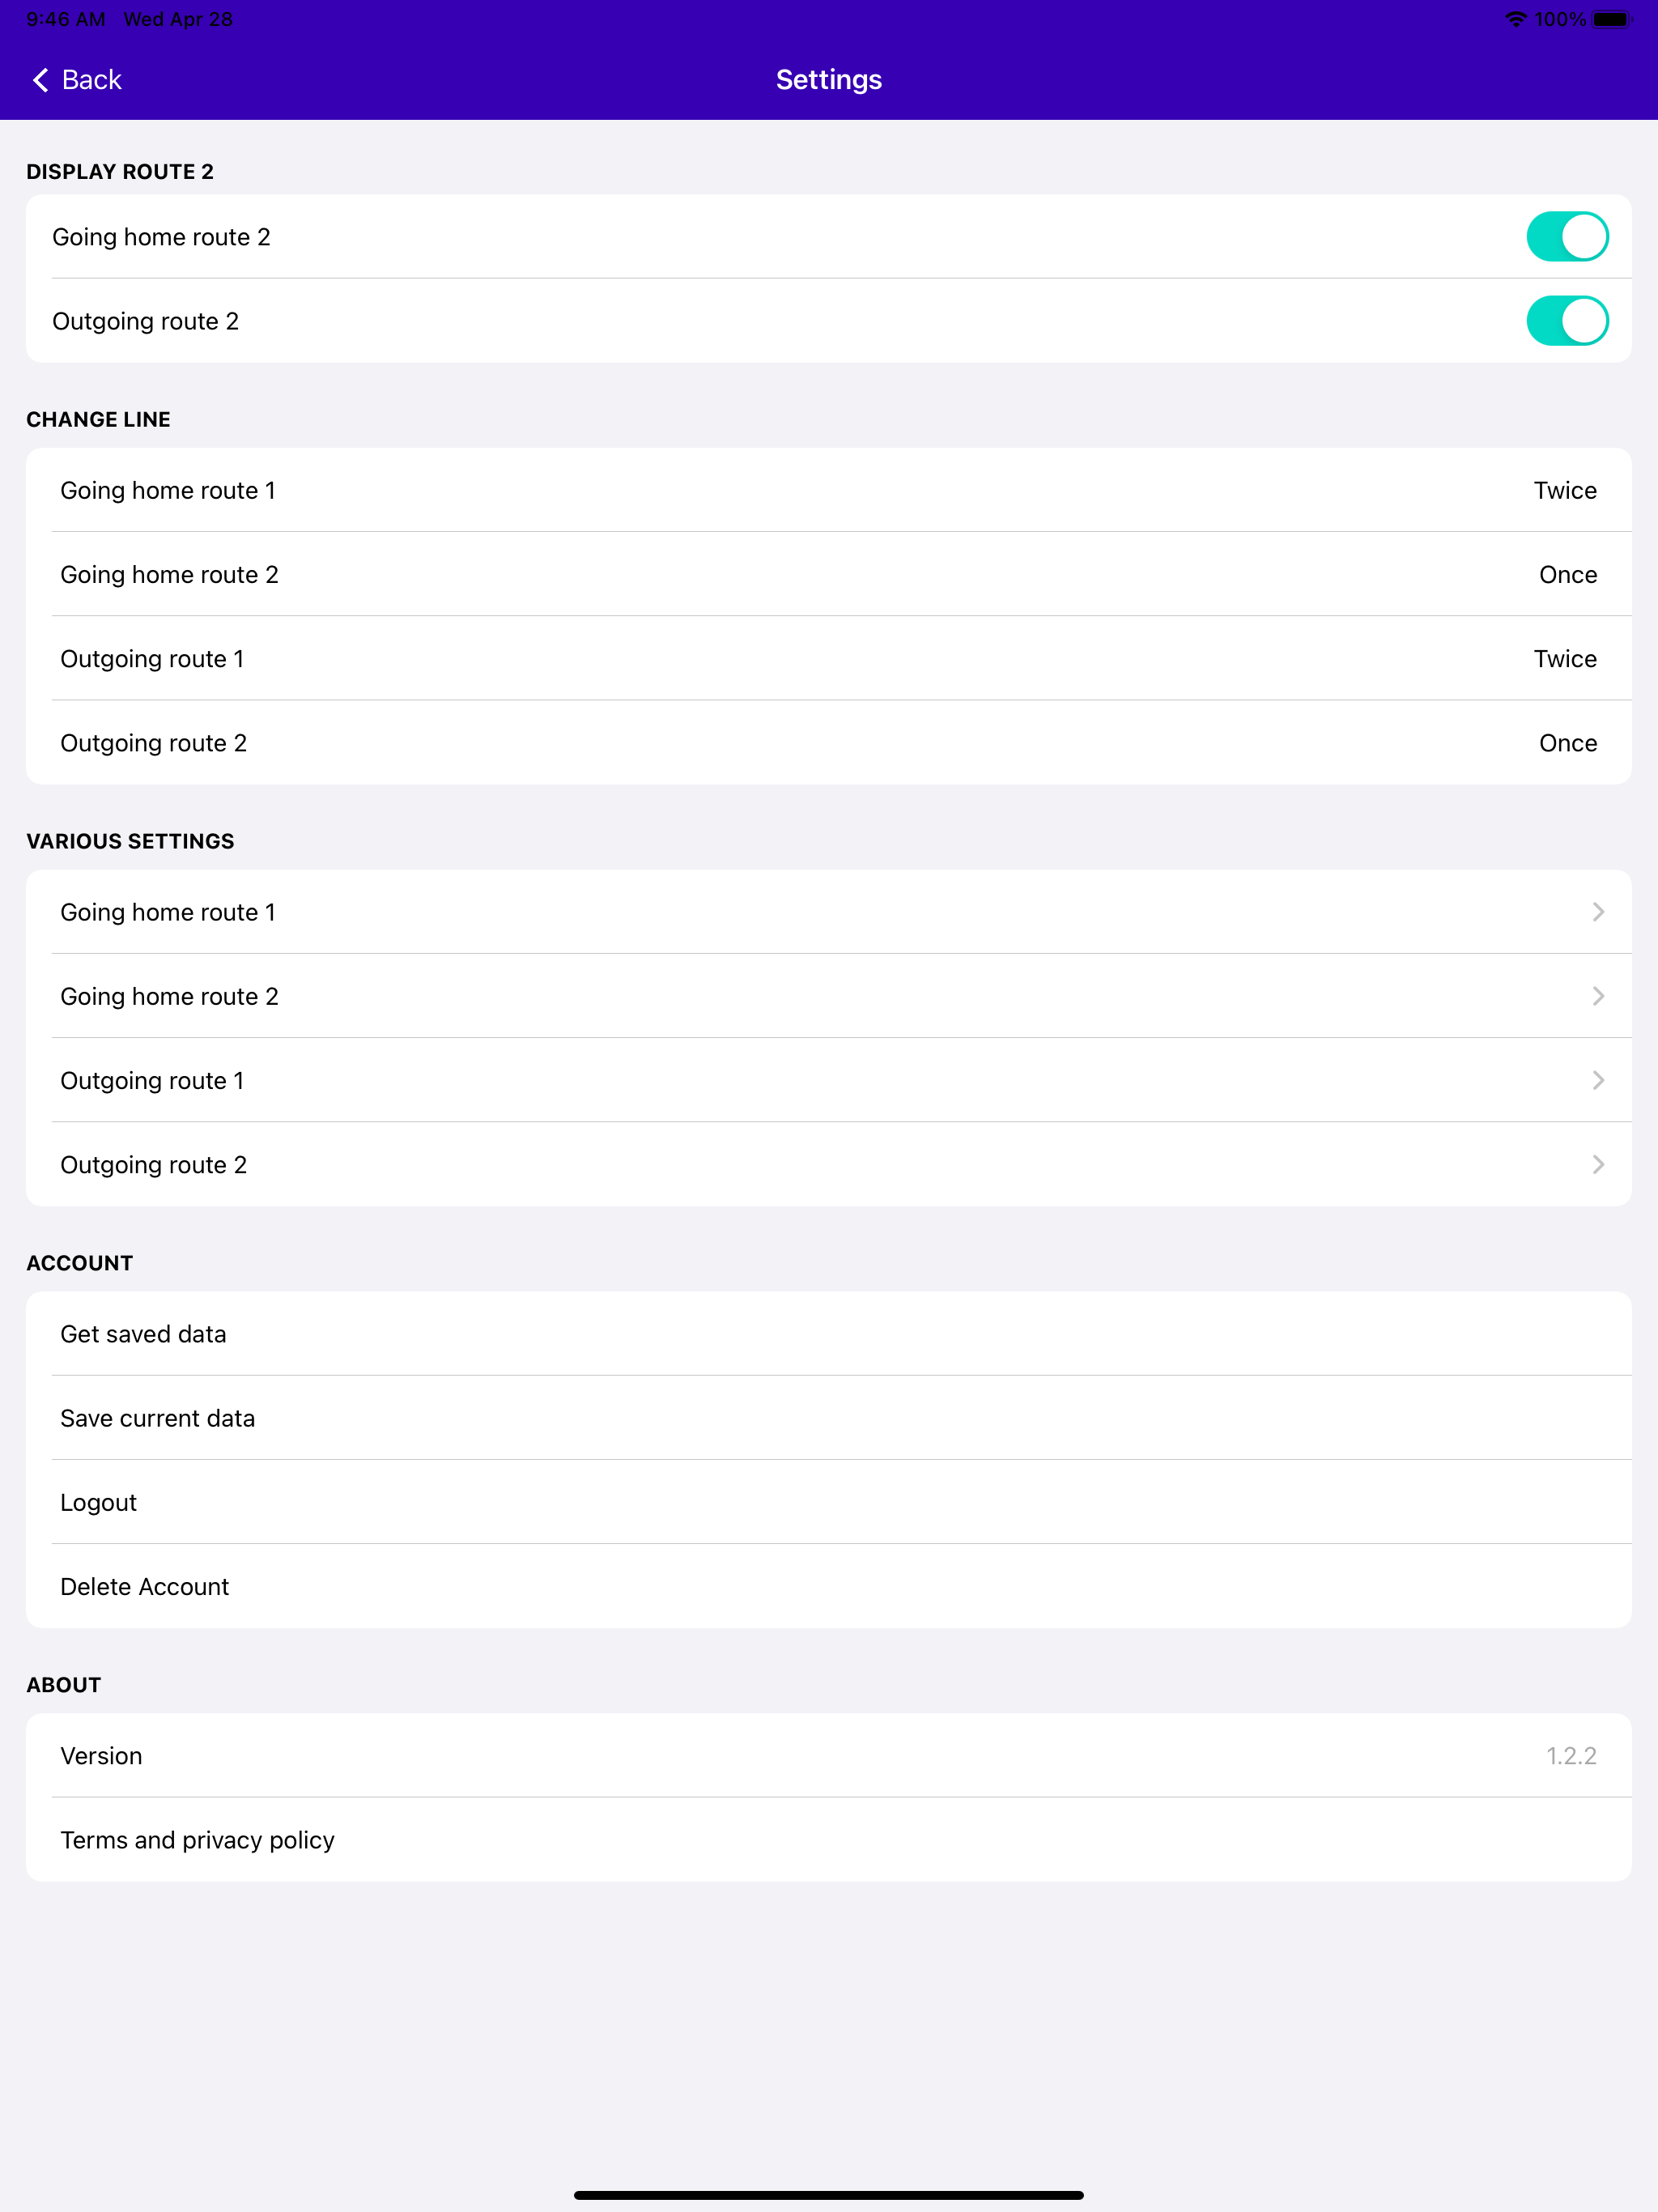 9:46 AM Wed Apr 28 100%
Back Settings
DISPLAY ROUTE 2
Going home route 2
Outgoing route 2
CHANGE LINE
Going home route 1 Twice
Going home route 2 Once
Outgoing route 1 Twice
Outgoing route 2 Once
VARIOUS SETTINGS
Going home route 1
Going home route 2
Outgoing route 1
Outgoing route 2
ACCOUNT
Get saved data
Save current data
Logout
Delete Account
ABOUT
Version 1.2.2
Terms and privacy policy